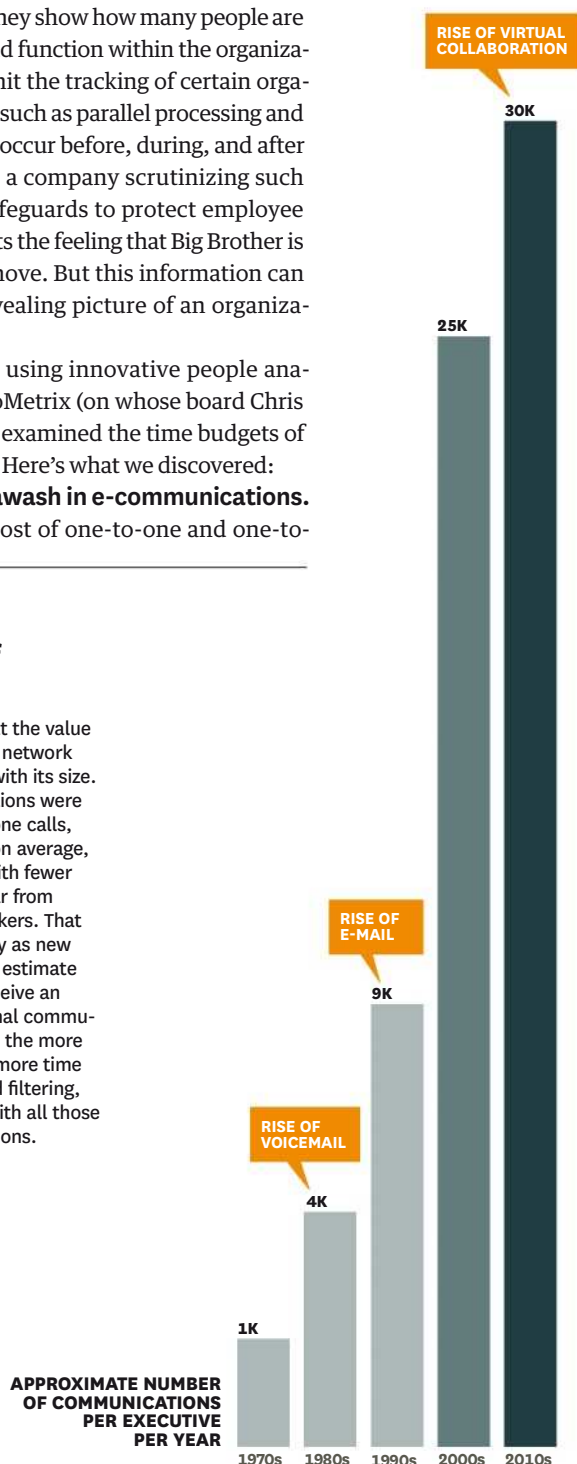 hey show how many people are
d function within the organiza-
nit the tracking of certain orga-
such as parallel processing and
occur before, during, and after
a company scrutinizing such
feguards to protect employee
ts the feeling that Big Brother is
nove. But this information can
vealing picture of an organiza-
using innovative people ana-
oMetrix (on whose board Chris
examined the time budgets of
Here’s what we discovered:
awash in e-communications.
ost of one-to-one and one-to-
t the value
network
with its size.
tions were
one calls,
on average,
ith fewer
r from
kers. That
y as new
estimate
eive an
nal commu-
the more
more time
d filtering,
with all those
ons.
RISE OF VIRTUAL
COLLABORATION
30K
25K
RISE OF
E-MAIL
9K
RISE OF
VOICEMAIL
4K
1K
APPROXIMATE NUMBER
OF COMMUNICATIONS
PER EXECUTIVE
PER YEAR
1970s 1980s 1990s 2000s 2010s